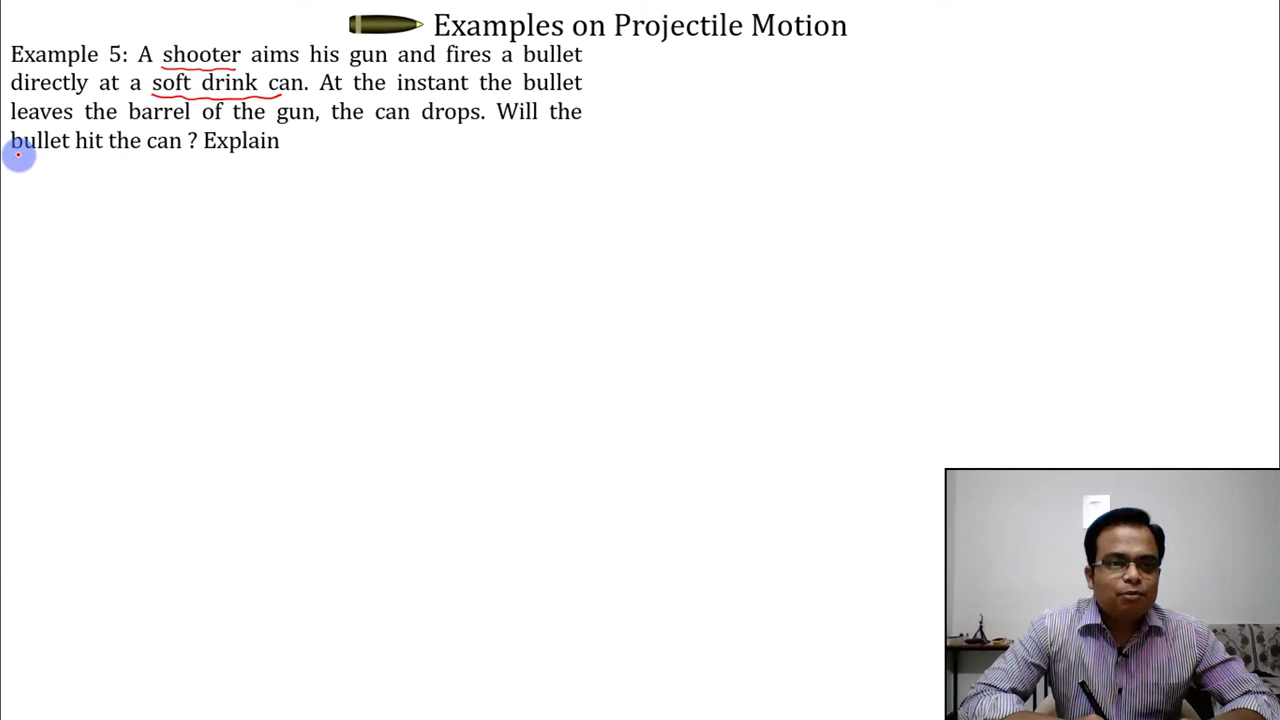 Examples on Projectile Motion
Example 5: A shooter aims his gun and fires a bullet
directly at a soft drink can. At the instant the bullet
leaves the barrel of the gun, the can drops. Will the
bullet hit the can ? Explain